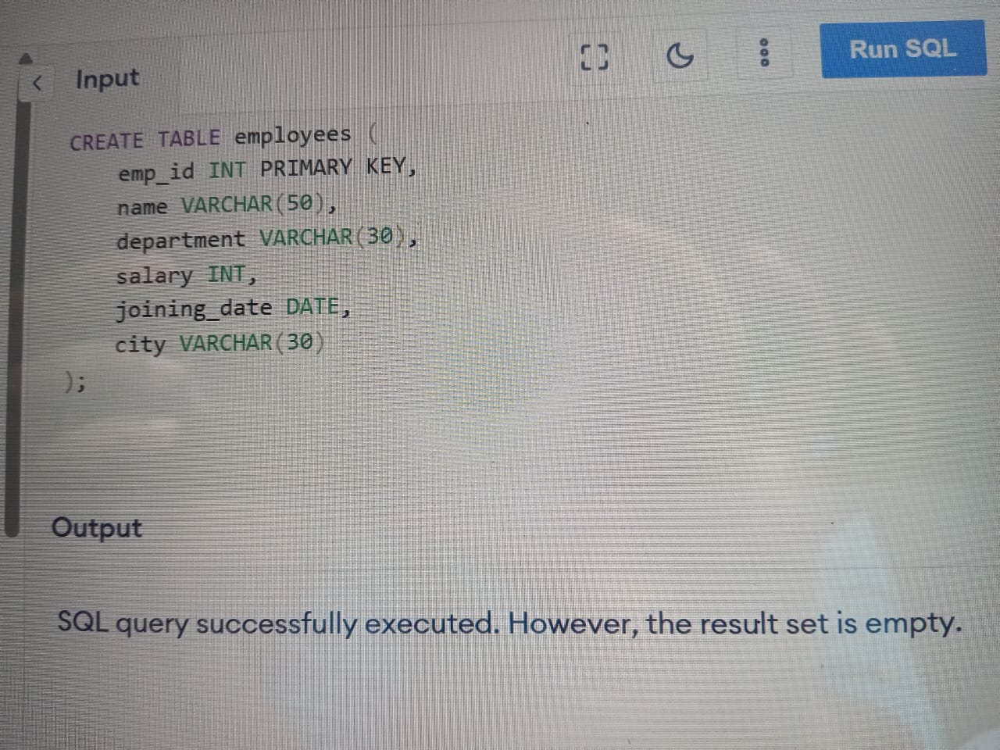 Input
Run SQL
CREATE TABLE employees (
emp_id INT PRIMARY KEY,
name VARCHAR(50),
department VARCHAR(30),
salary INT,
joining_date DATE,
city VARCHAR(30)
);
Output
SQL query successfully executed. However, the result set is empty.